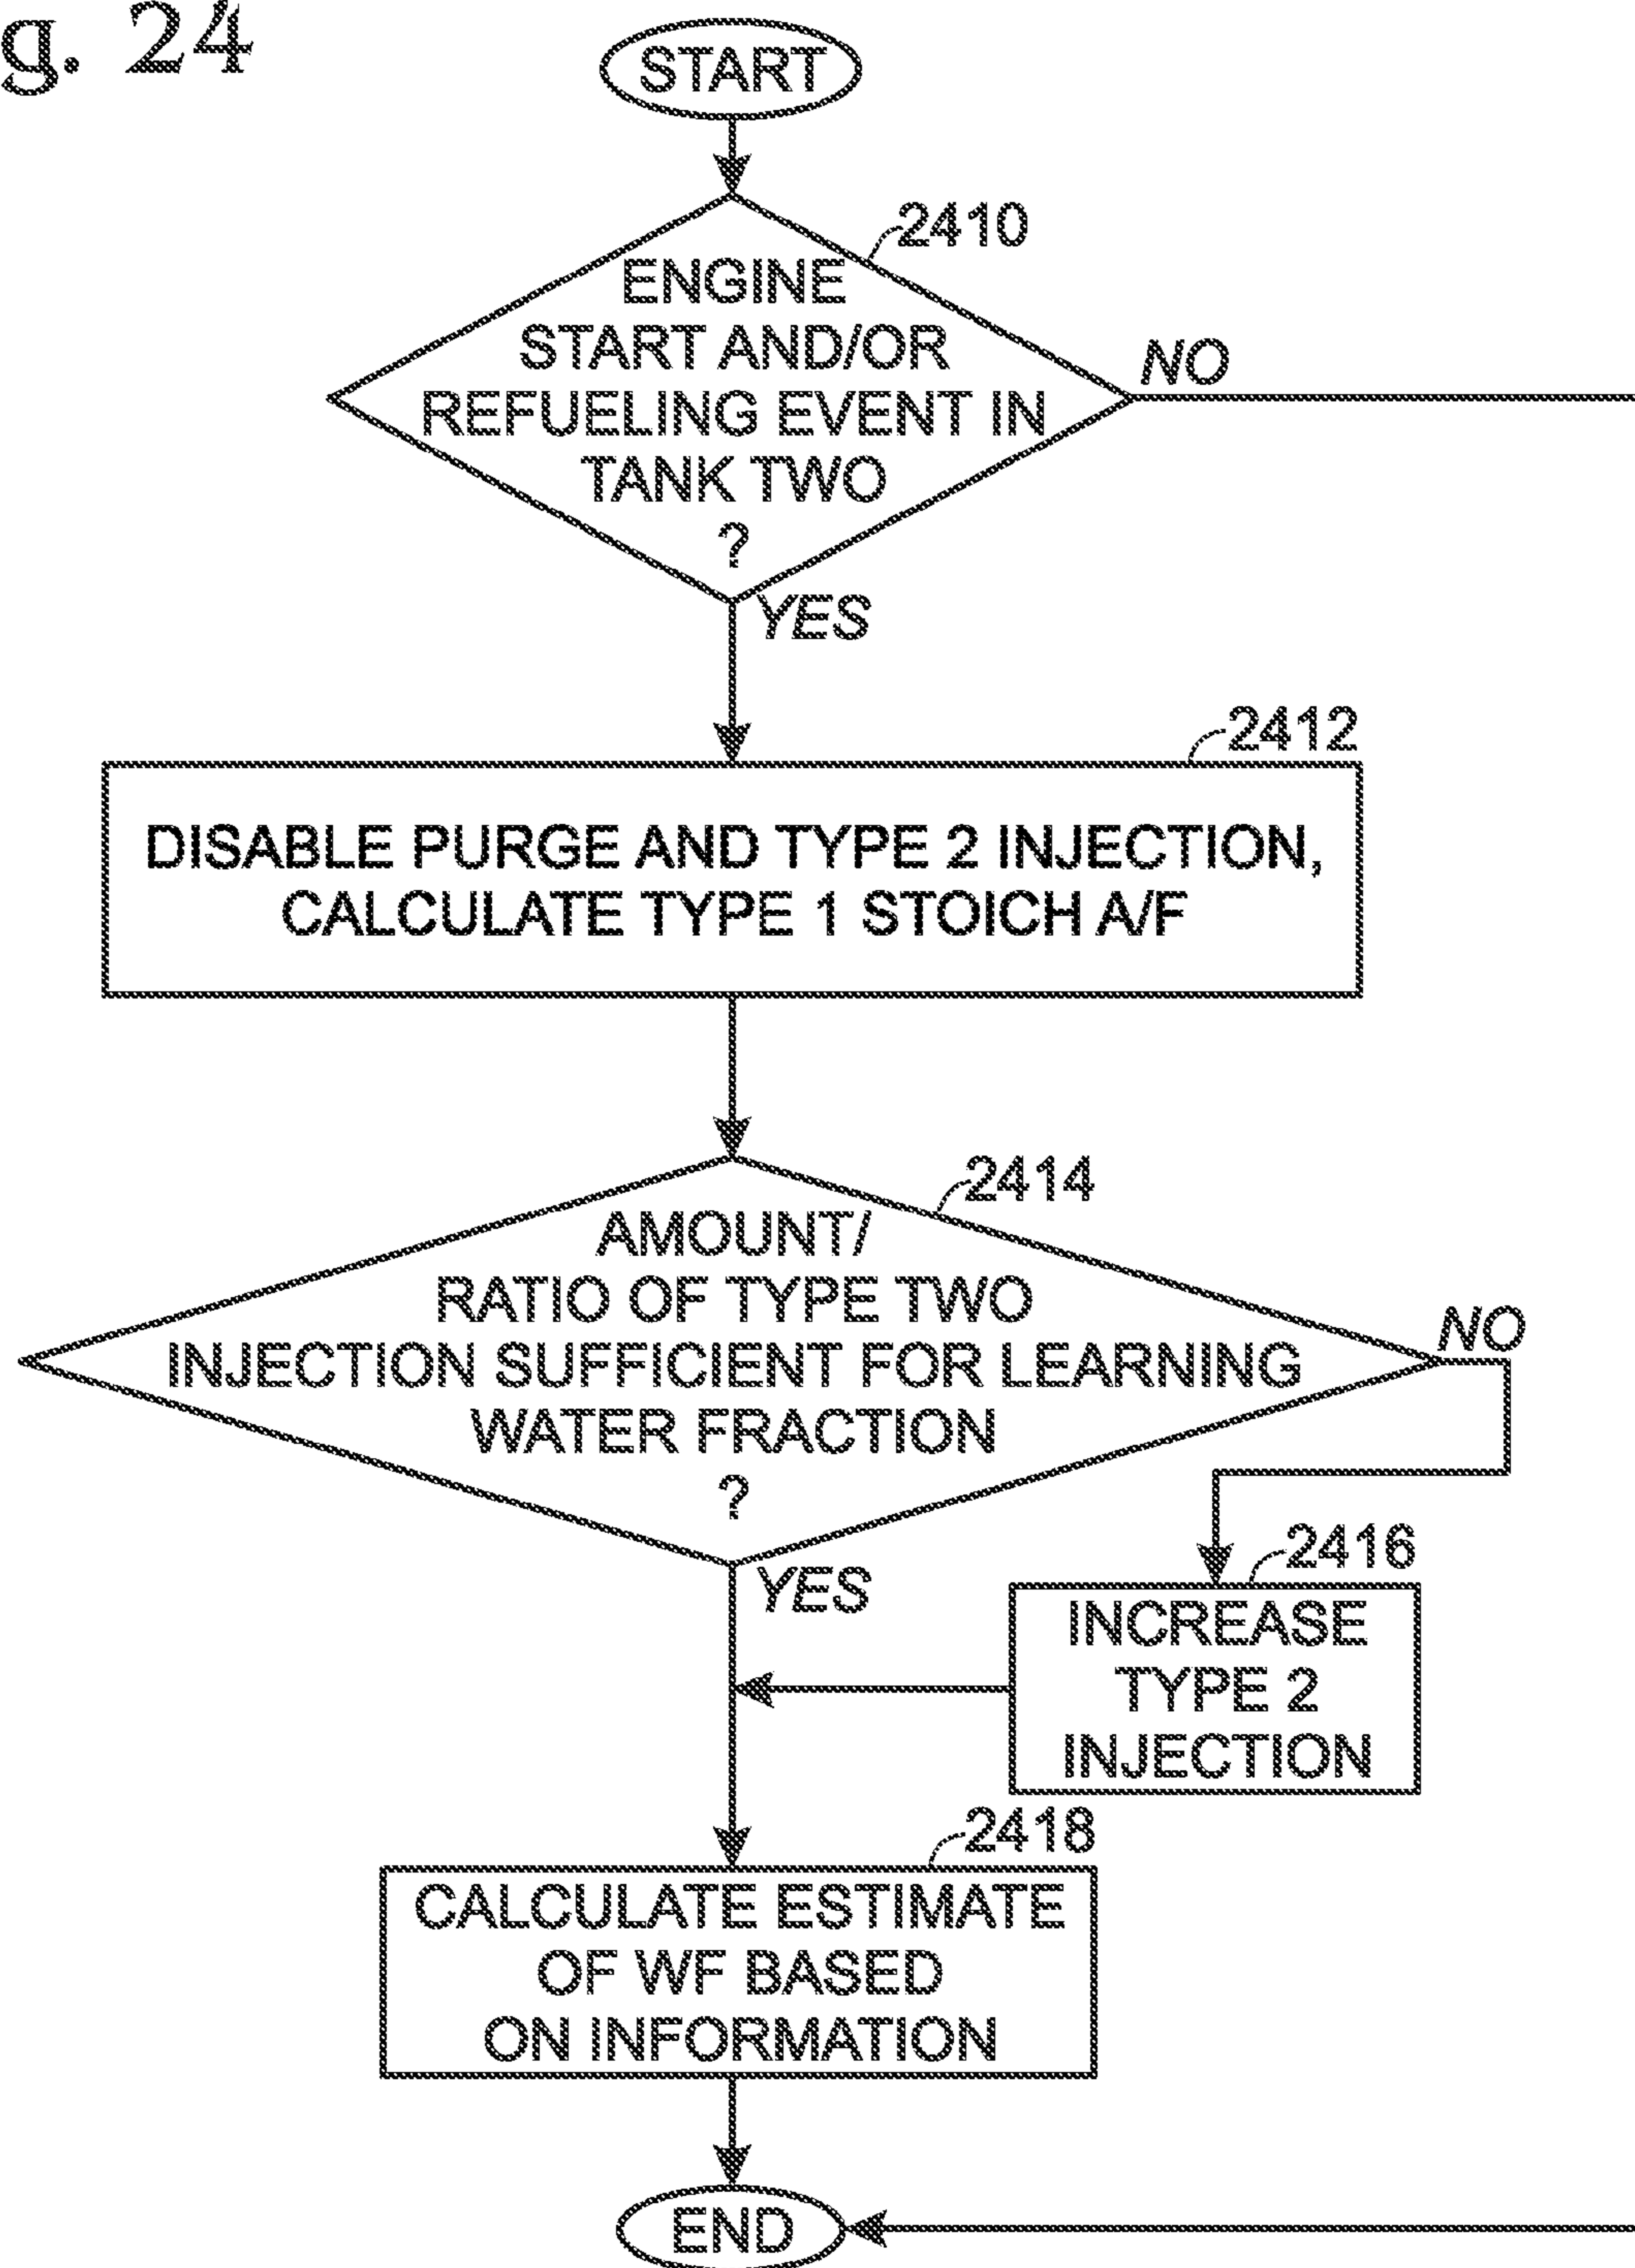 g. 24
START
2410
ENGINE
START AND/OR
REFUELING EVENT IN
TANK TWO
?
NO
YES
2412
DISABLE PURGE AND TYPE 2 INJECTION,
CALCULATE TYPE 1 STOICH A/F
2414
AMOUNT/
RATIO OF TYPE TWO
INJECTION SUFFICIENT FOR LEARNING
WATER FRACTION
?
NO
YES
2416
INCREASE
TYPE 2
INJECTION
2418
CALCULATE ESTIMATE
OF WF BASED
ON INFORMATION
END